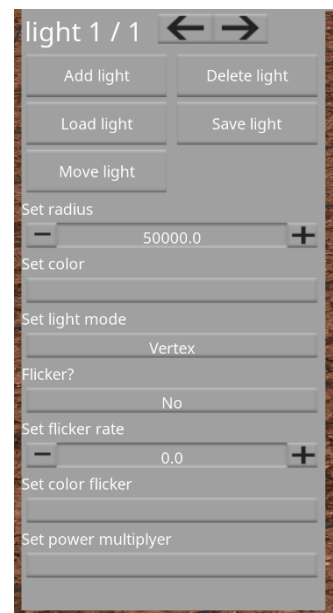 light 1 / 1
Add light Delete light
Load light Save light
Move light
Set radius
50000.0
Set color
Set light mode
Vertex
Flicker?
No
Set flicker rate
0.0
Set color flicker
Set power multiplyer